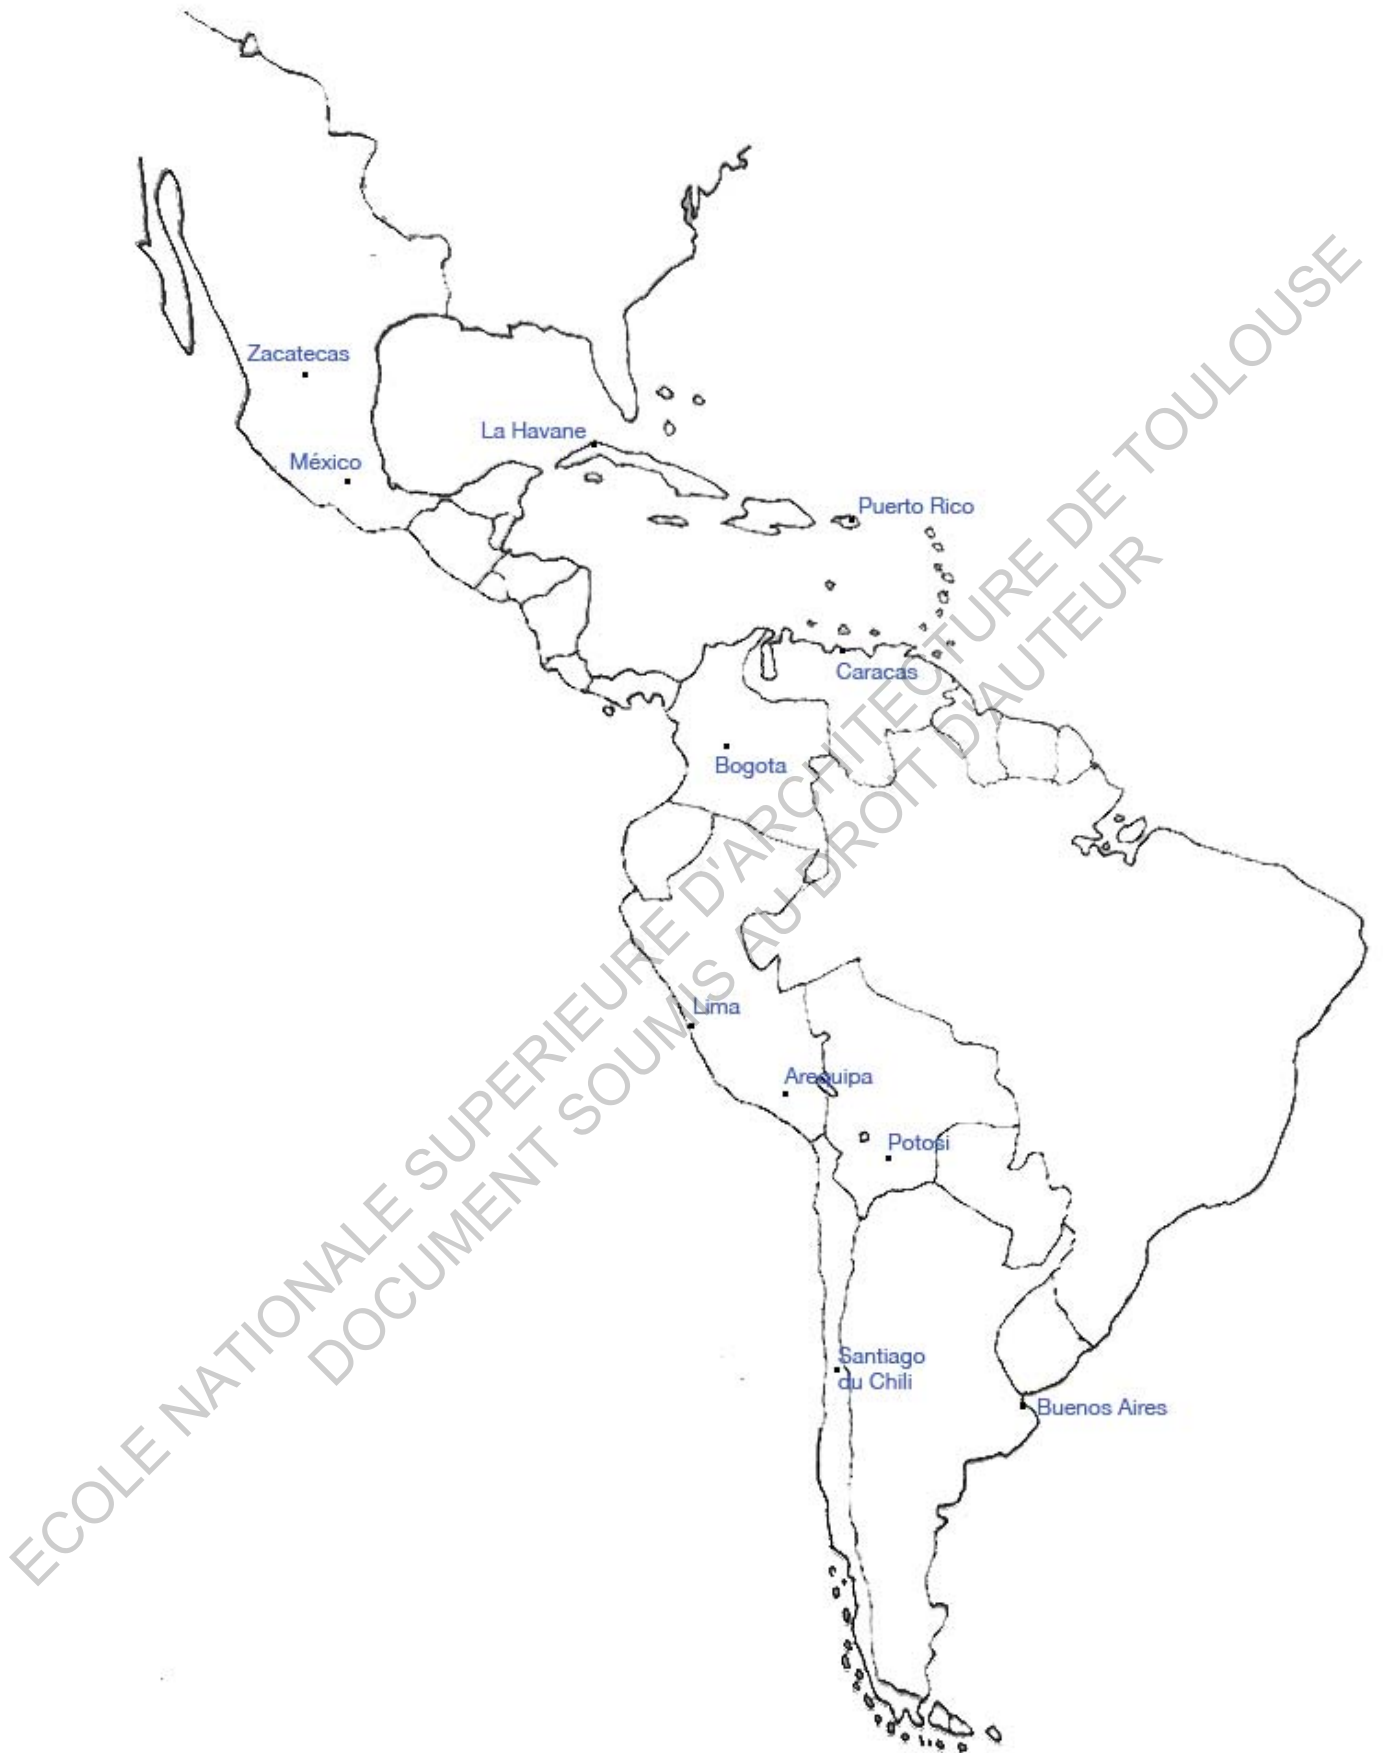 Zacatecas
La Havane
México
Puerto Rico
Caracas
Bogota
Lima
Arequipa
Potosi
Santiago
du Chili
Buenos Aires
ECOLE NATIONALE SUPERIEURE D'ARCHITECTURE DE TOULOUSE
DOCUMENT SOUMIS AU DROIT D'AUTEUR